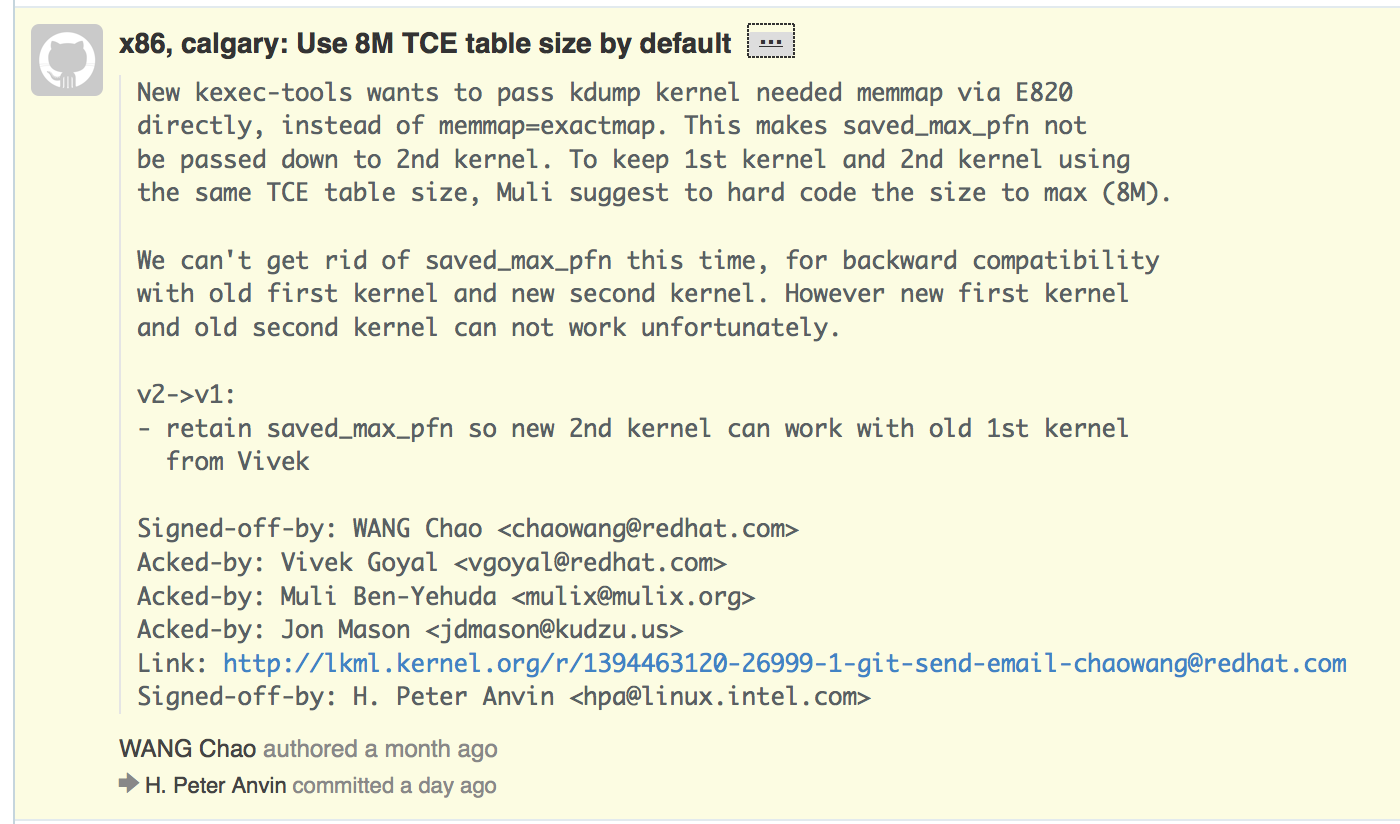 x86, calgary: Use 8M TCE table size by default ...
New kexec-tools wants to pass kdump kernel needed memmap via E820
directly, instead of memmap=exactmap. This makes saved_max_pfn not
be passed down to 2nd kernel. To keep 1st kernel and 2nd kernel using
the same TCE table size, Muli suggest to hard code the size to max (8M).
We can't get rid of saved_max_pfn this time, for backward compatibility
with old first kernel and new second kernel. However new first kernel
and old second kernel can not work unfortunately.
v2->v1:
- retain saved_max_pfn so new 2nd kernel can work with old 1st kernel
from Vivek
Signed-off-by: WANG Chao <chaowang@redhat.com>
Acked-by: Vivek Goyal <vgoyal@redhat.com>
Acked-by: Muli Ben-Yehuda <mulix@mulix.org>
Acked-by: Jon Mason <jdmason@kudzu.us>
Link: http://lkml.kernel.org/r/1394463120-26999-1-git-send-email-chaowang@redhat.com
Signed-off-by: H. Peter Anvin <hpa@linux.intel.com>
WANG Chao authored a month ago
H. Peter Anvin committed a day ago